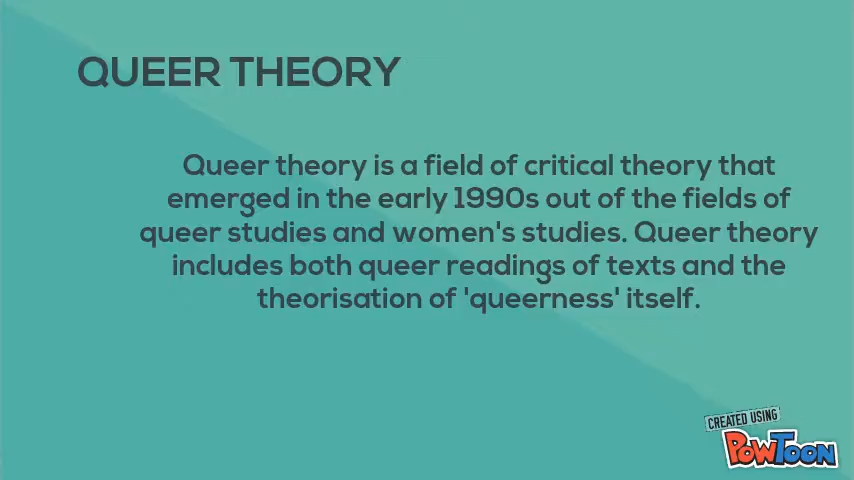 QUEER THEORY
Queer theory is a field of critical theory that
emerged in the early 1990s out of the fields of
queer studies and women's studies. Queer theory
includes both queer readings of texts and the
theorisation of 'queerness' itself.
CREATED USING
POWTOON